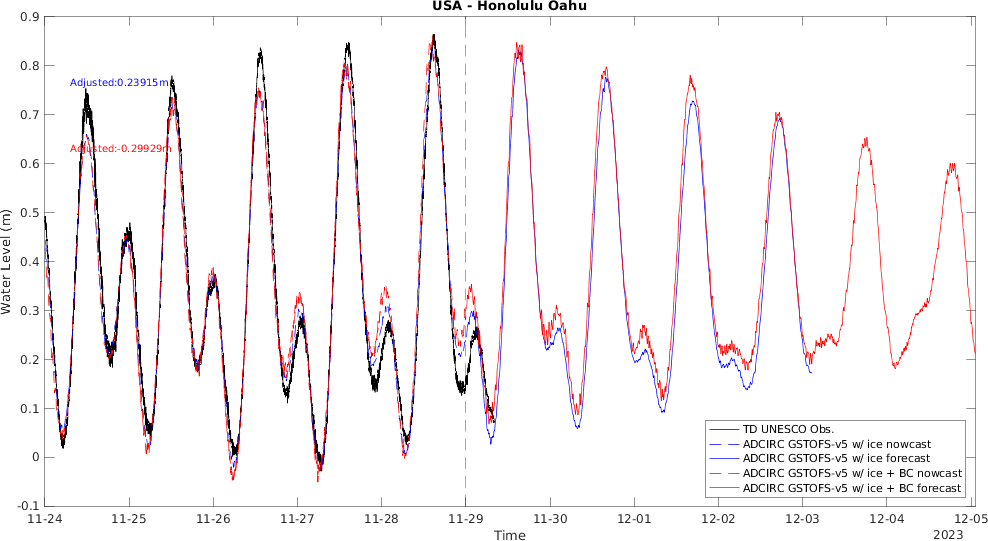 USA - Honolulu Oahu
0.9
0.8
0.7
0.6
0.5
0.4
0.3
0.2
0.1
0
-0.1
Water Level (m)
Adjusted:0.23915m
Adjusted:-0.29929m
TD UNESCO Obs.
ADCIRC GSTOFS-v5 w/ ice nowcast
ADCIRC GSTOFS-v5 w/ ice forecast
ADCIRC GSTOFS-v5 w/ ice + BC nowcast
ADCIRC GSTOFS-v5 w/ ice + BC forecast
11-24 11-25 11-26 11-27 11-28 11-29 11-30 12-01 12-02 12-03 12-04 12-05
Time
2023